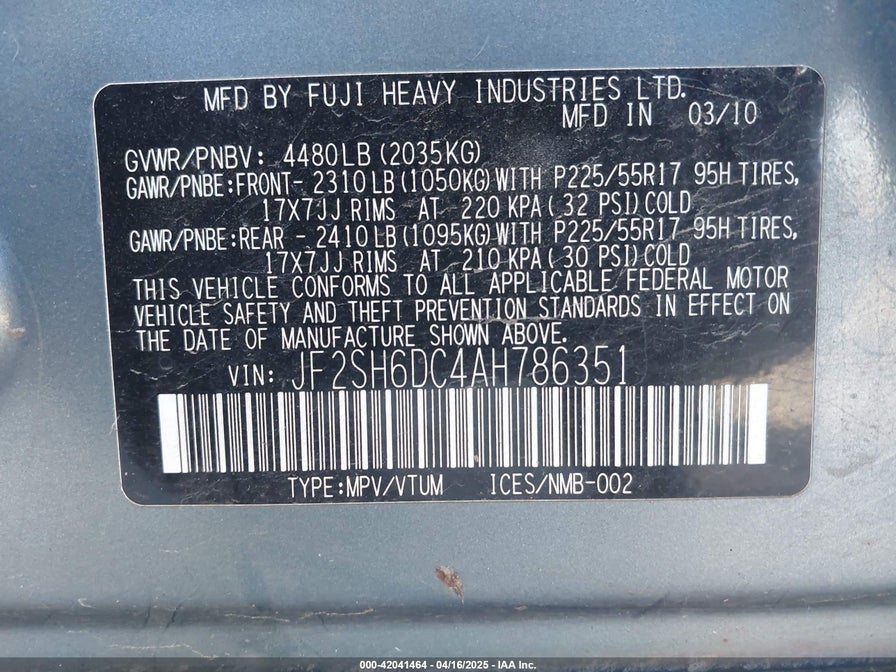 MFD BY FUJI HEAVY INDUSTRIES LTD.
MFD IN 03/10
GVWR/PNBV: 4480LB(2035KG)
GAWR/PNBE:FRONT- 2310LB(1050KG)WITH P225/55R17 95H TIRES,
17X7JJ RIMS AT 220 KPA(32 PSI)COLD
GAWR/PNBE:REAR - 2410LB(1095KG)WITH P225/55R17 95H TIRES,
17X7JJ RIMS AT 210 KPA(30 PSI)COLD
THIS VEHICLE CONFORMS TO ALL APPLICABLE FEDERAL MOTOR
VEHICLE SAFETY AND THEFT PREVENTION STANDARDS IN EFFECT ON
THE DATE OF MANUFACTURE SHOWN ABOVE.
VIN: JF2SH6DC4AH786351
TYPE:MPV/VTUM ICES/NMB-002
000-42041464 - 04/16/2025 - IAA Inc.